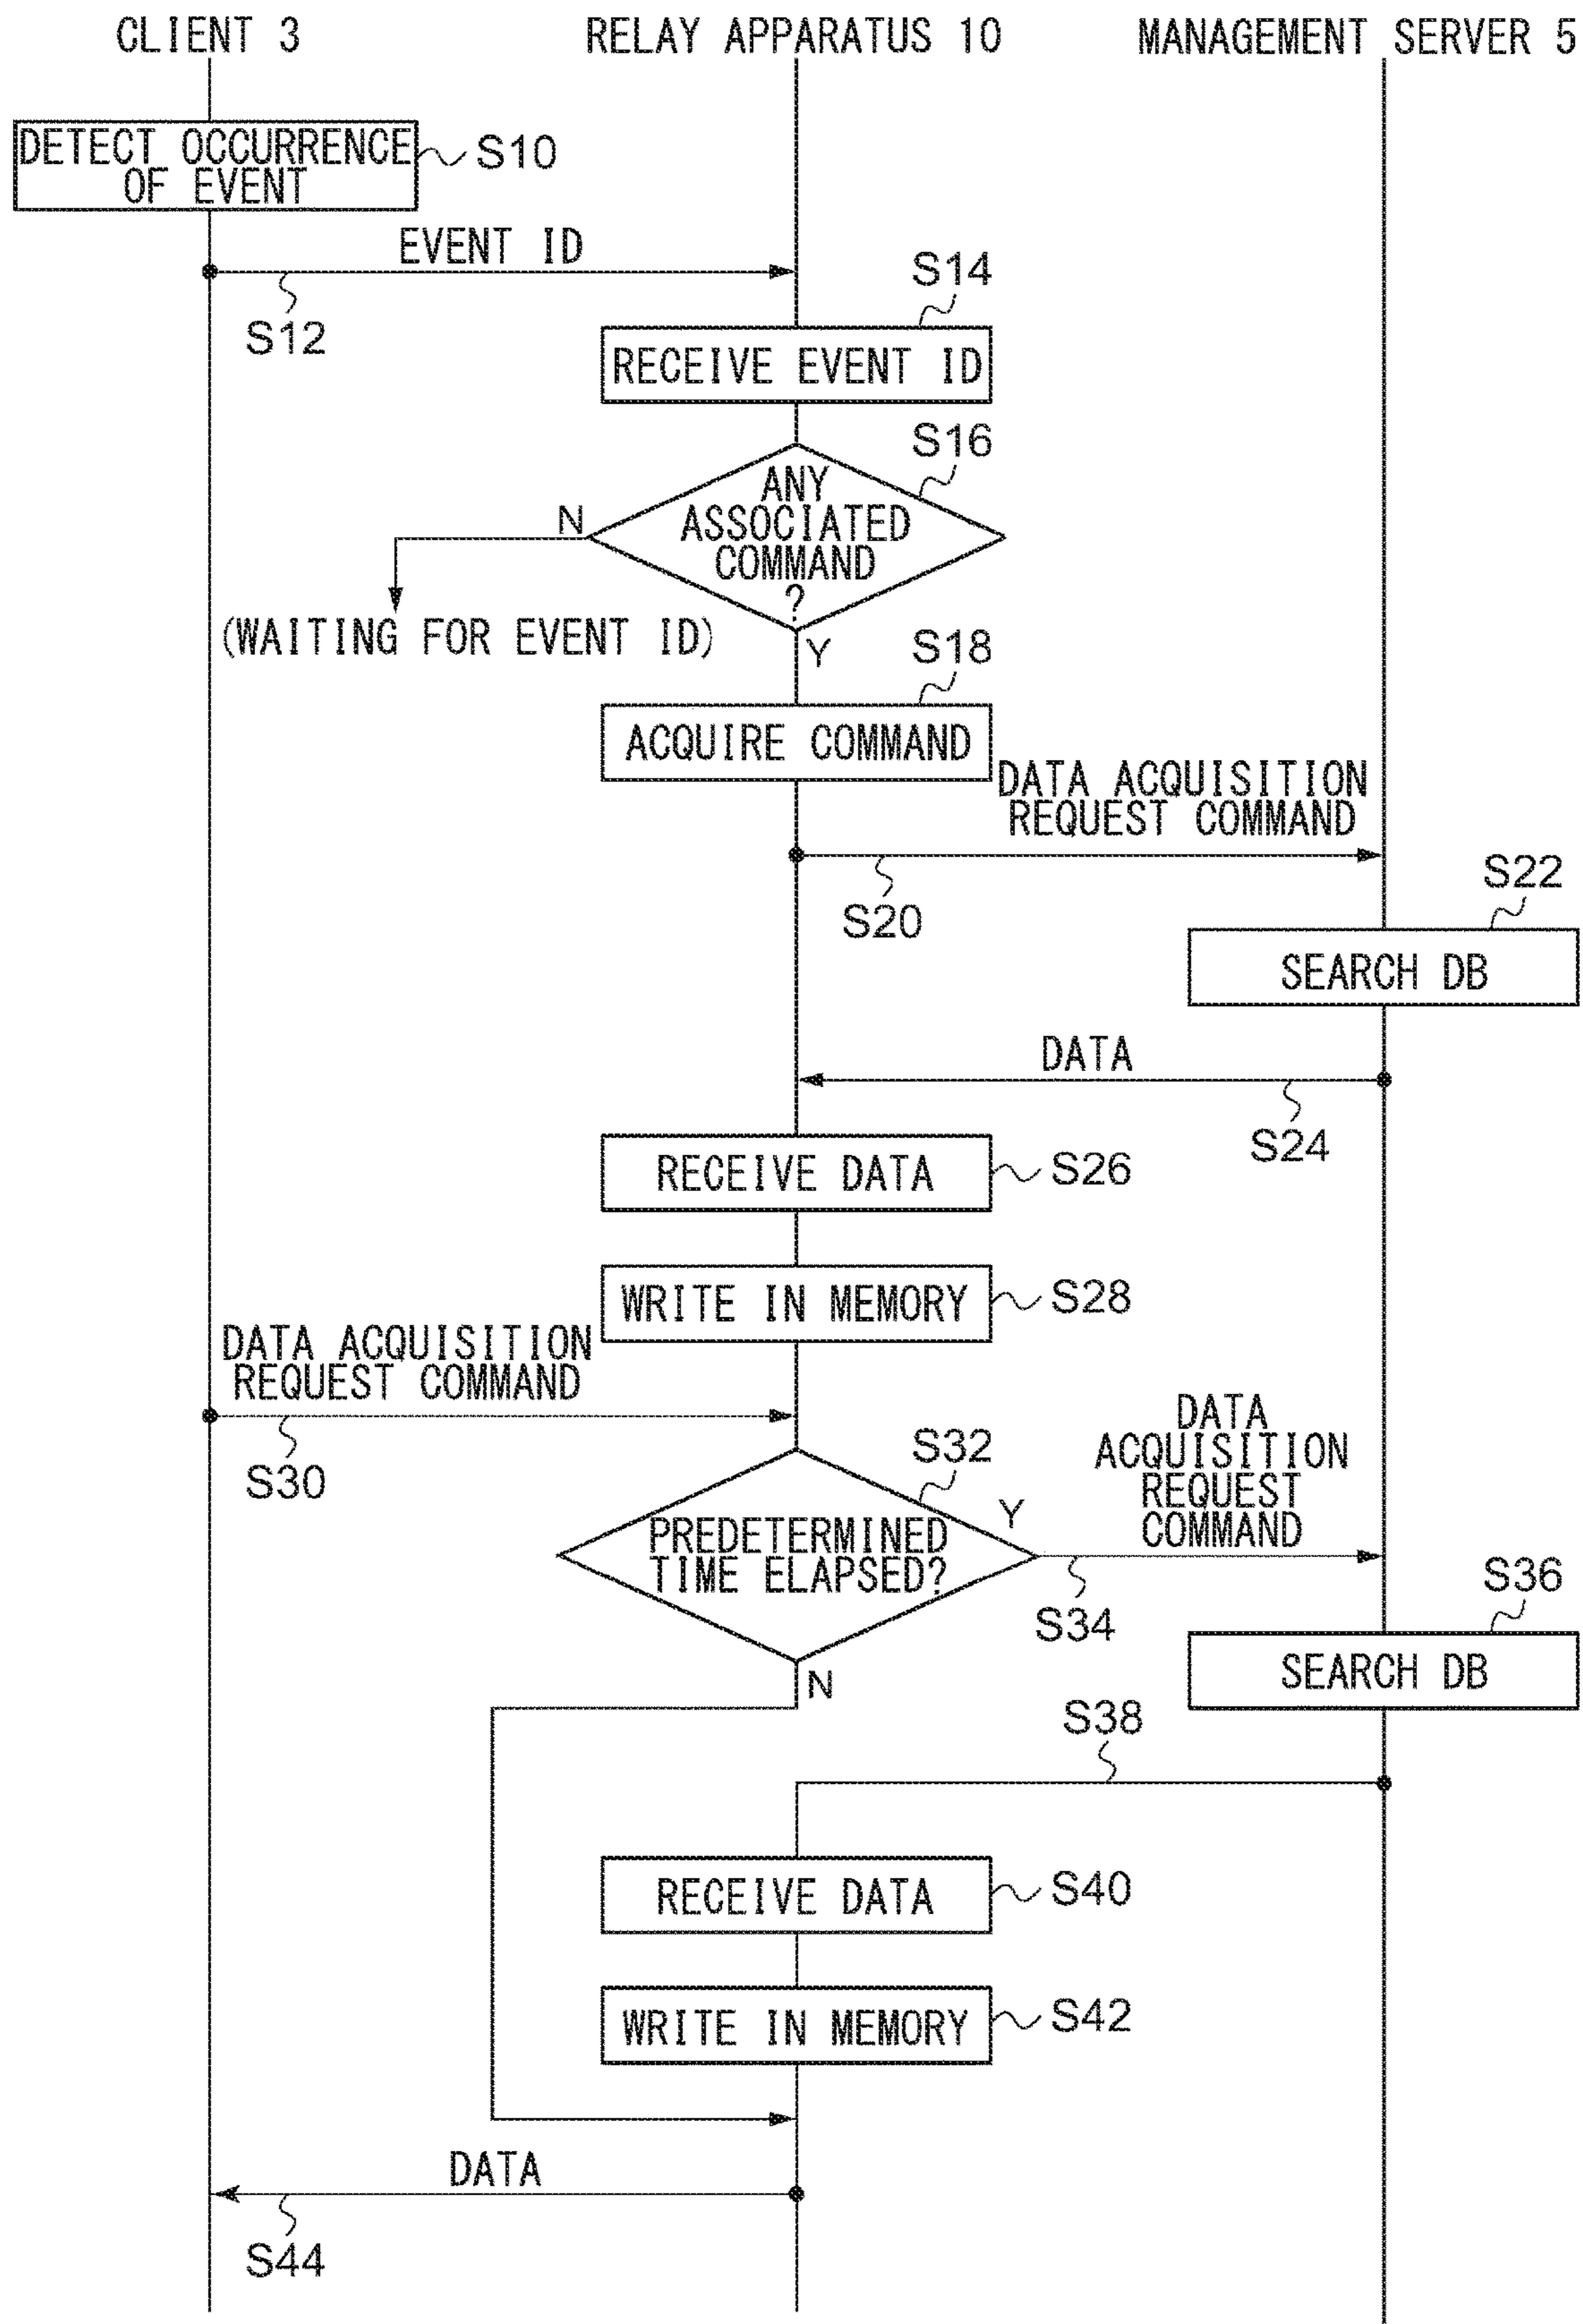 CLIENT 3
RELAY APPARATUS 10
MANAGEMENT SERVER 5
DETECT OCCURRENCE
OF EVENT
S10
EVENT ID
S12
S14
RECEIVE EVENT ID
S16
ANY
ASSOCIATED
COMMAND
?
N
(WAITING FOR EVENT ID)
Y
S18
ACQUIRE COMMAND
DATA ACQUISITION
REQUEST COMMAND
S20
S22
SEARCH DB
DATA
S24
RECEIVE DATA
S26
WRITE IN MEMORY
S28
DATA ACQUISITION
REQUEST COMMAND
S30
S32
PREDETERMINED
TIME ELAPSED?
Y
DATA
ACQUISITION
REQUEST
COMMAND
S34
S36
SEARCH DB
N
S38
RECEIVE DATA
S40
WRITE IN MEMORY
S42
DATA
S44